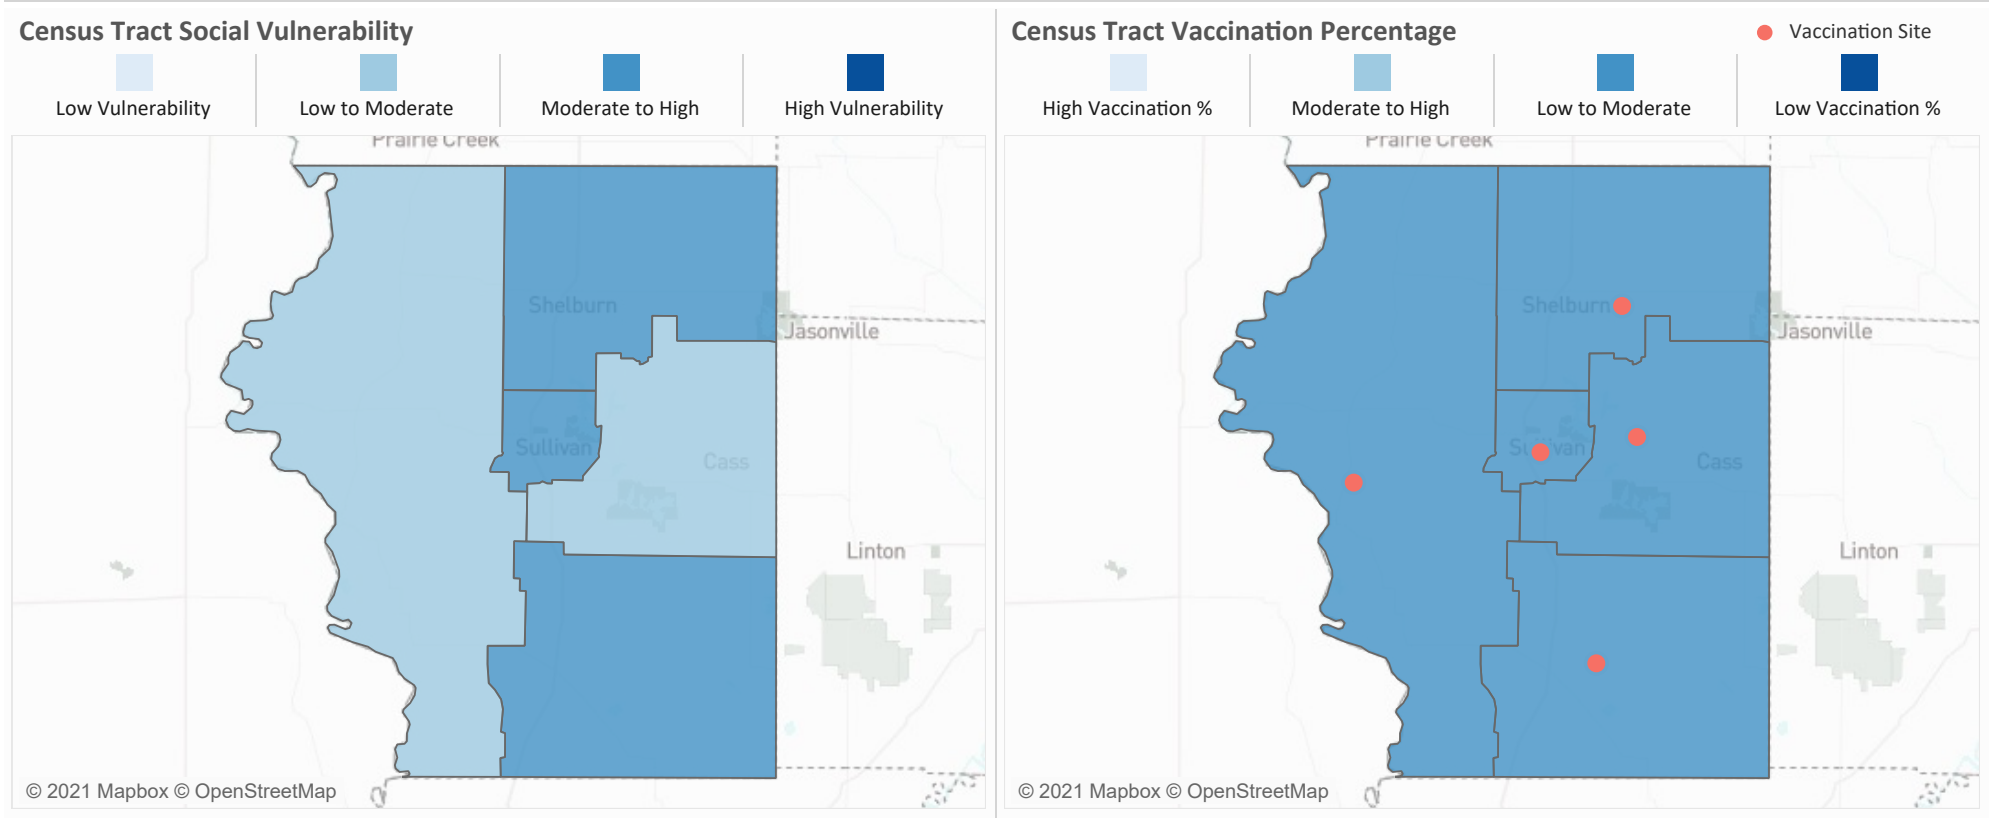 Census Tract Social Vulnerability
Low Vulnerability
Low to Moderate
Moderate to High
High Vulnerability
Prairie Creek
Shelburn
Jasonville
Sullivan
Cass
Linton
© 2021 Mapbox © OpenStreetMap
Census Tract Vaccination Percentage
Vaccination Site
High Vaccination %
Moderate to High
Low to Moderate
Low Vaccination %
Prairie Creek
Shelburn
Jasonville
Sullivan
Cass
Linton
© 2021 Mapbox © OpenStreetMap